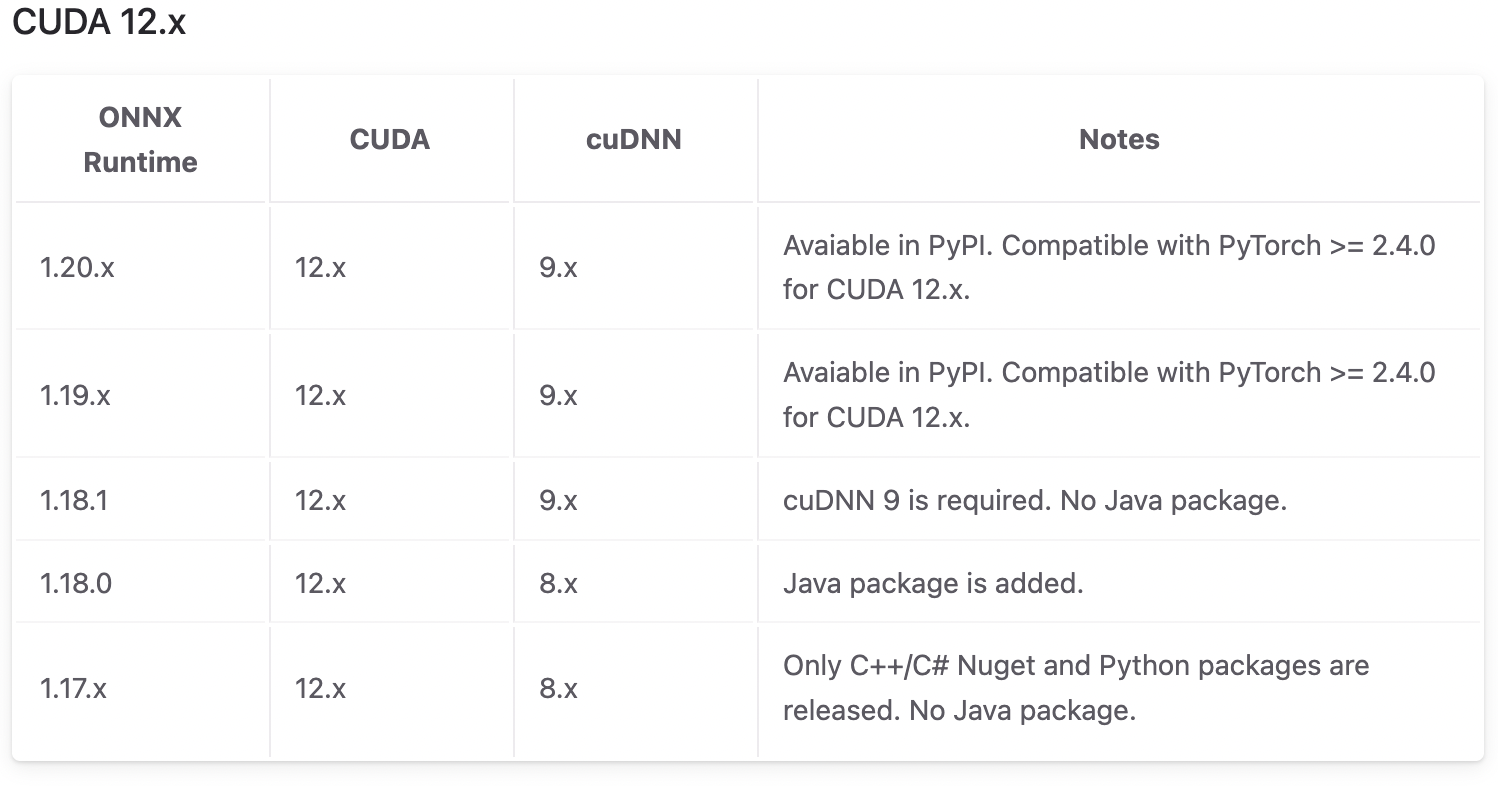 CUDA 12.x
ONNX
Runtime
CUDA
cuDNN
Notes
1.20.x
12.x
9.x
Avaiable in PyPI. Compatible with PyTorch >= 2.4.0
for CUDA 12.x.
1.19.x
12.x
9.x
Avaiable in PyPI. Compatible with PyTorch >= 2.4.0
for CUDA 12.x.
1.18.1
12.x
9.x
cuDNN 9 is required. No Java package.
1.18.0
12.x
8.x
Java package is added.
1.17.x
12.x
8.x
Only C++/C# Nuget and Python packages are
released. No Java package.